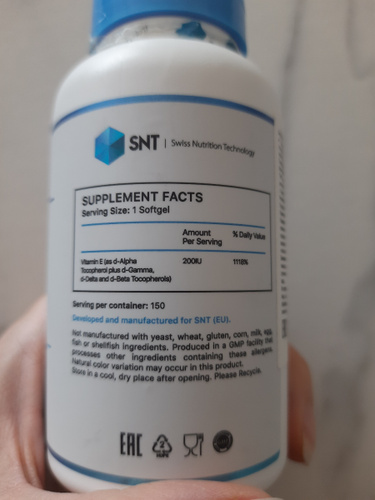 SNT | Swiss Nutrition Technology
SUPPLEMENT FACTS
Serving Size: 1 Softgel
Amount Per Serving
% Daily Value
Vitamin E (as d-Alpha
Tocopherol plus d-Gamma,
d-Delta and d-Beta Tocopherols)
200IU
1118%
Serving per container: 150
Developed and manufactured for SNT (EU).
Not manufactured with yeast, wheat, gluten, corn, milk, egg,
fish or shellfish ingredients. Produced in a GMP facility that
processes other ingredients containing these allergens.
Natural color variation may occur in this product.
Store in a cool, dry place after opening. Please Recycle.
EAC
2
HDPE